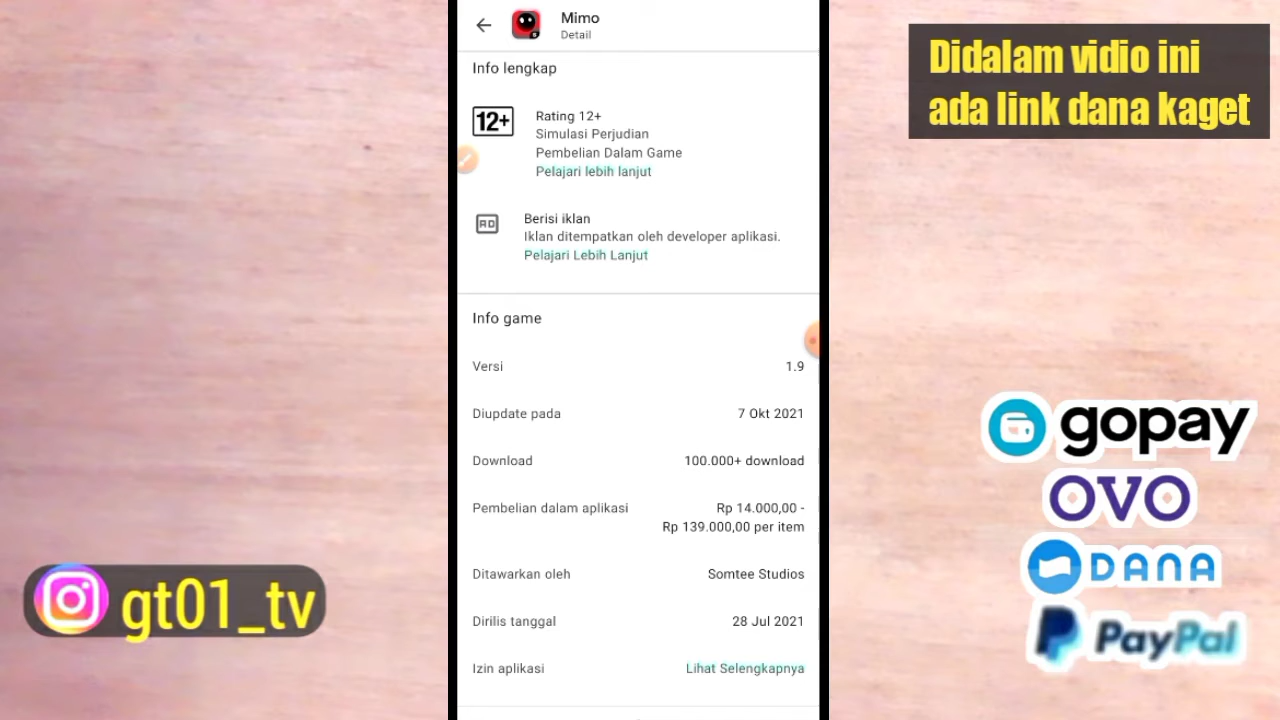 Mimo
Detail
Info lengkap
12+
Rating 12+
Simulasi Perjudian
Pembelian Dalam Game
Pelajari lebih lanjut
AD
Berisi iklan
Iklan ditempatkan oleh developer aplikasi.
Pelajari Lebih Lanjut
Info game
Versi 1.9
Diupdate pada 7 Okt 2021
Download 100.000+ download
Pembelian dalam aplikasi Rp 14.000,00 -
Rp 139.000,00 per item
Ditawarkan oleh Somtee Studios
Dirilis tanggal 28 Jul 2021
Izin aplikasi Lihat Selengkapnya
Didalam vidio ini
ada link dana kaget
gopay
OVO
DANA
PayPal
gt01_tv